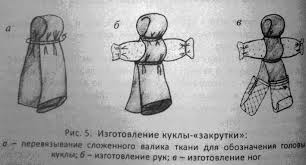 а
б
в
Рис. 5. Изготовление куклы-«закрутки»:
а – перевязывание сложенного валика ткани для обозначения головы
куклы; б – изготовление рук; в – изготовление ног